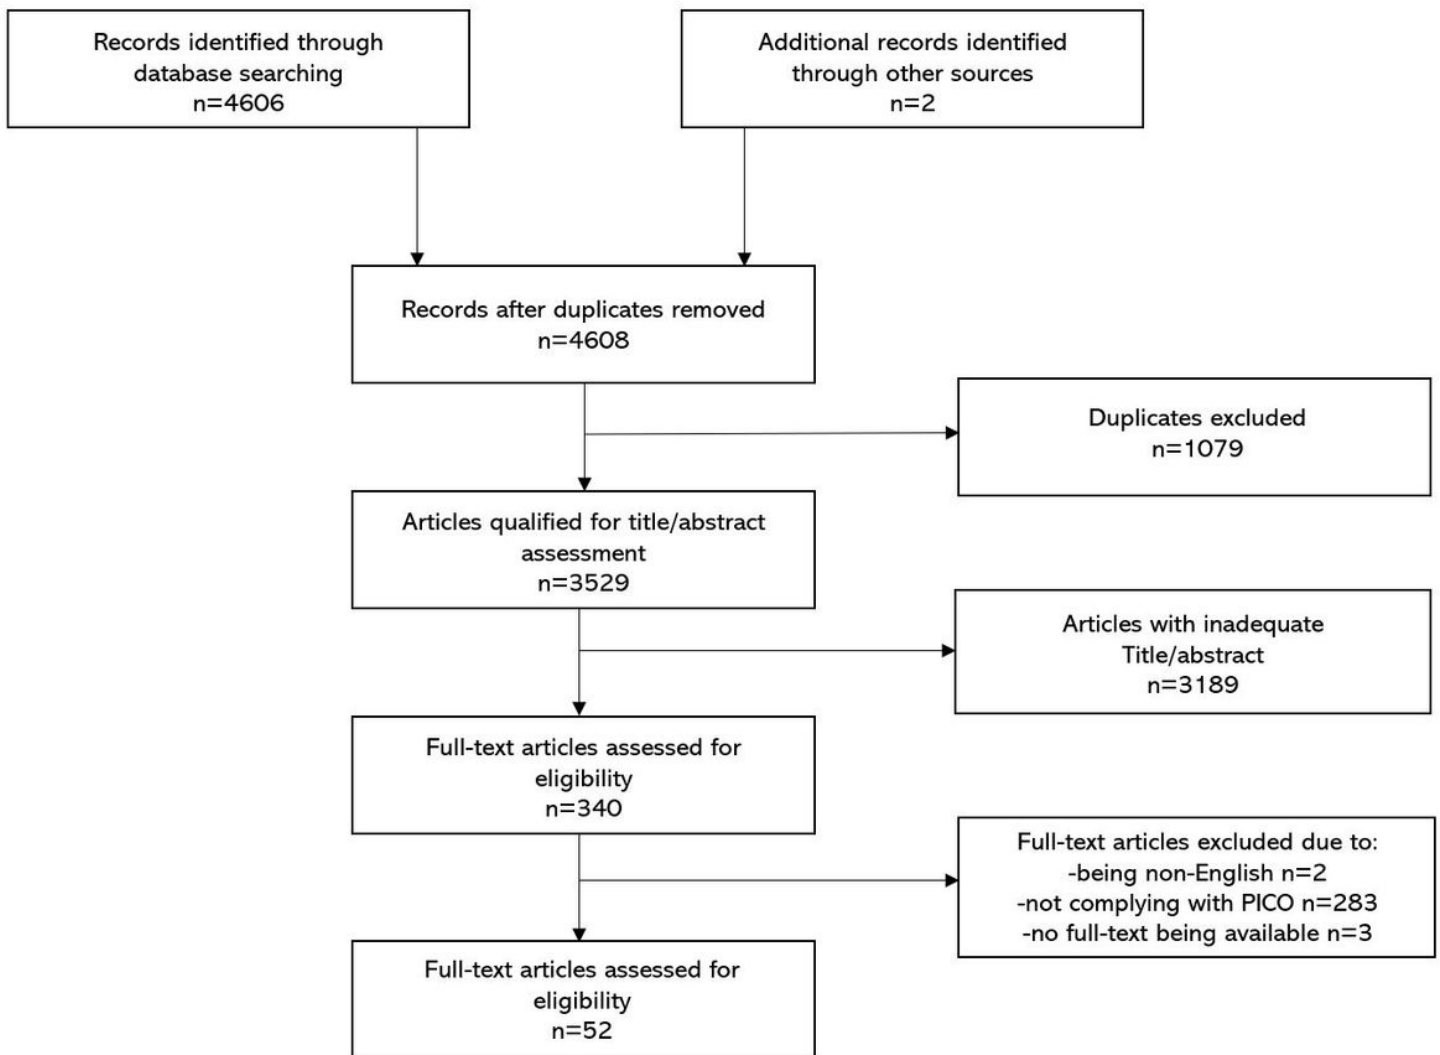 Records identified through
database searching
n=4606
Additional records identified
through other sources
n=2
Records after duplicates removed
n=4608
Duplicates excluded
n=1079
Articles qualified for title/abstract
assessment
n=3529
Articles with inadequate
Title/abstract
n=3189
Full-text articles assessed for
eligibility
n=340
Full-text articles excluded due to:
-being non-English n=2
-not complying with PICO n=283
-no full-text being available n=3
Full-text articles assessed for
eligibility
n=52